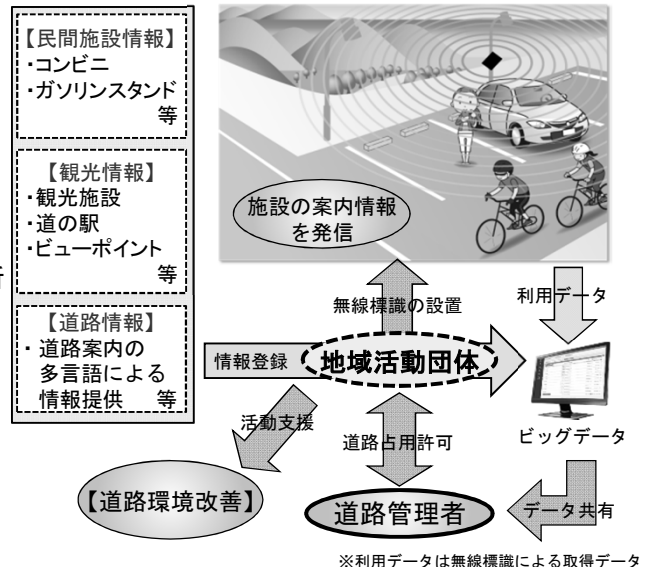 【民間施設情報】
・コンビニ
・ガソリンスタンド
等
【観光情報】
・観光施設
・道の駅
・ビューポイント
等
【道路情報】
・道路案内の
多言語による
情報提供 等
施設の案内情報
を発信
無線標識の設置
利用データ
情報登録
地域活動団体
ビッグデータ
活動支援
道路占用許可
【道路環境改善】
道路管理者
データ共有
※利用データは無線標識による取得データ